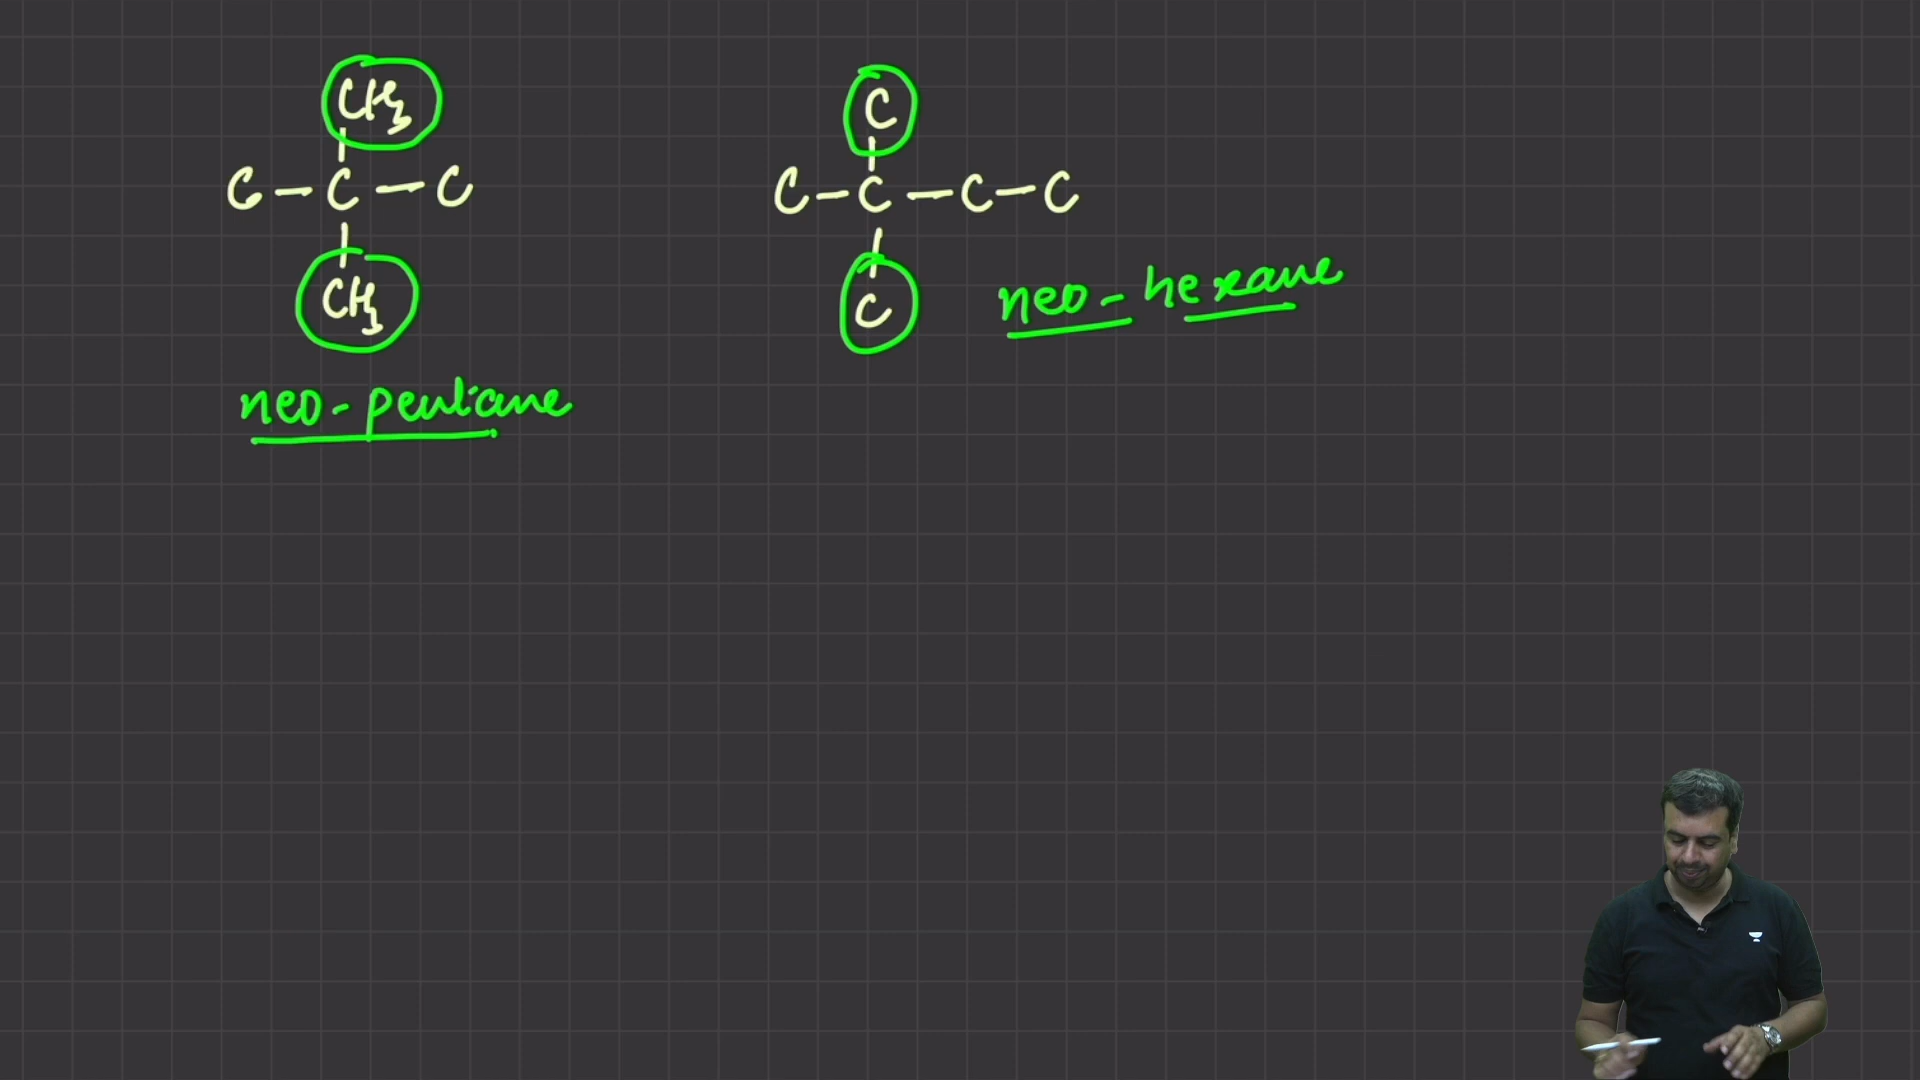 CH3
C - C - C
CH3
neo-pentane
C
C - C - C - C
C
neo-hexane